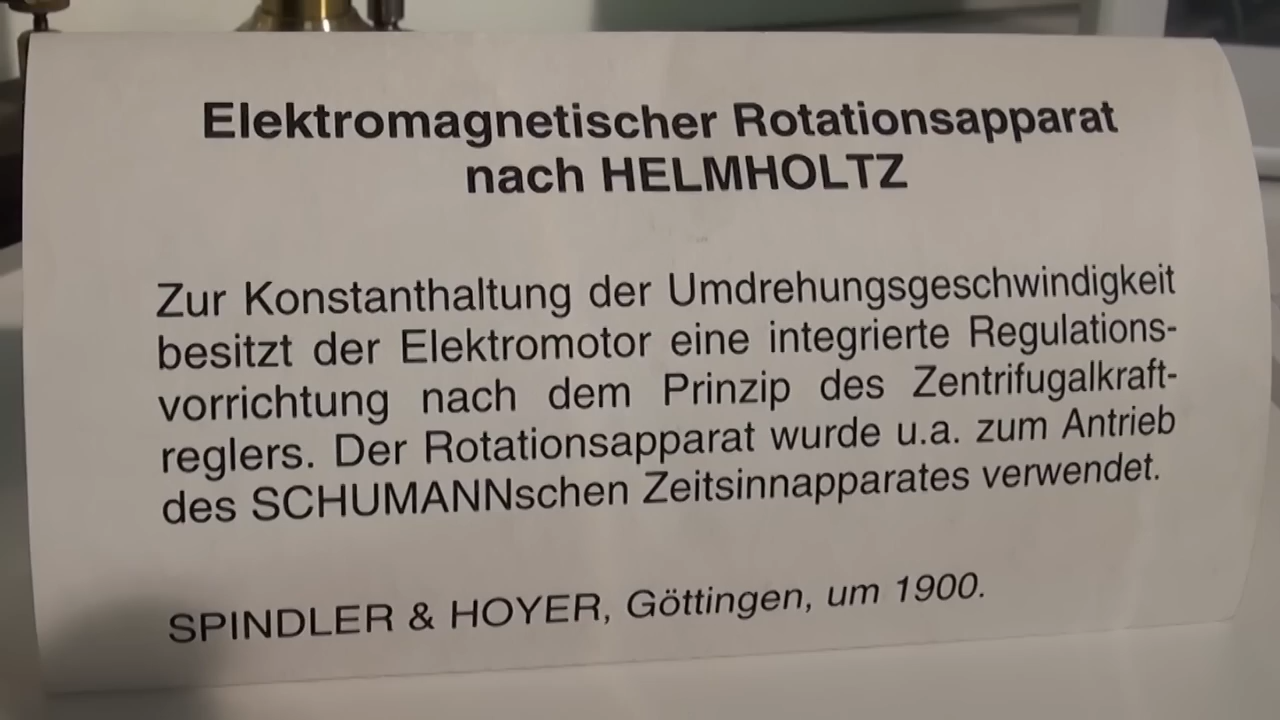 Elektromagnetischer Rotationsapparat
nach HELMHOLTZ
Zur Konstanthaltung der Umdrehungsgeschwindigkeit
besitzt der Elektromotor eine integrierte Regulations-
vorrichtung nach dem Prinzip des Zentrifugalkraft-
reglers. Der Rotationsapparat wurde u.a. zum Antrieb
des SCHUMANNschen Zeitsinnapparates verwendet.
SPINDLER & HOYER, Göttingen, um 1900.